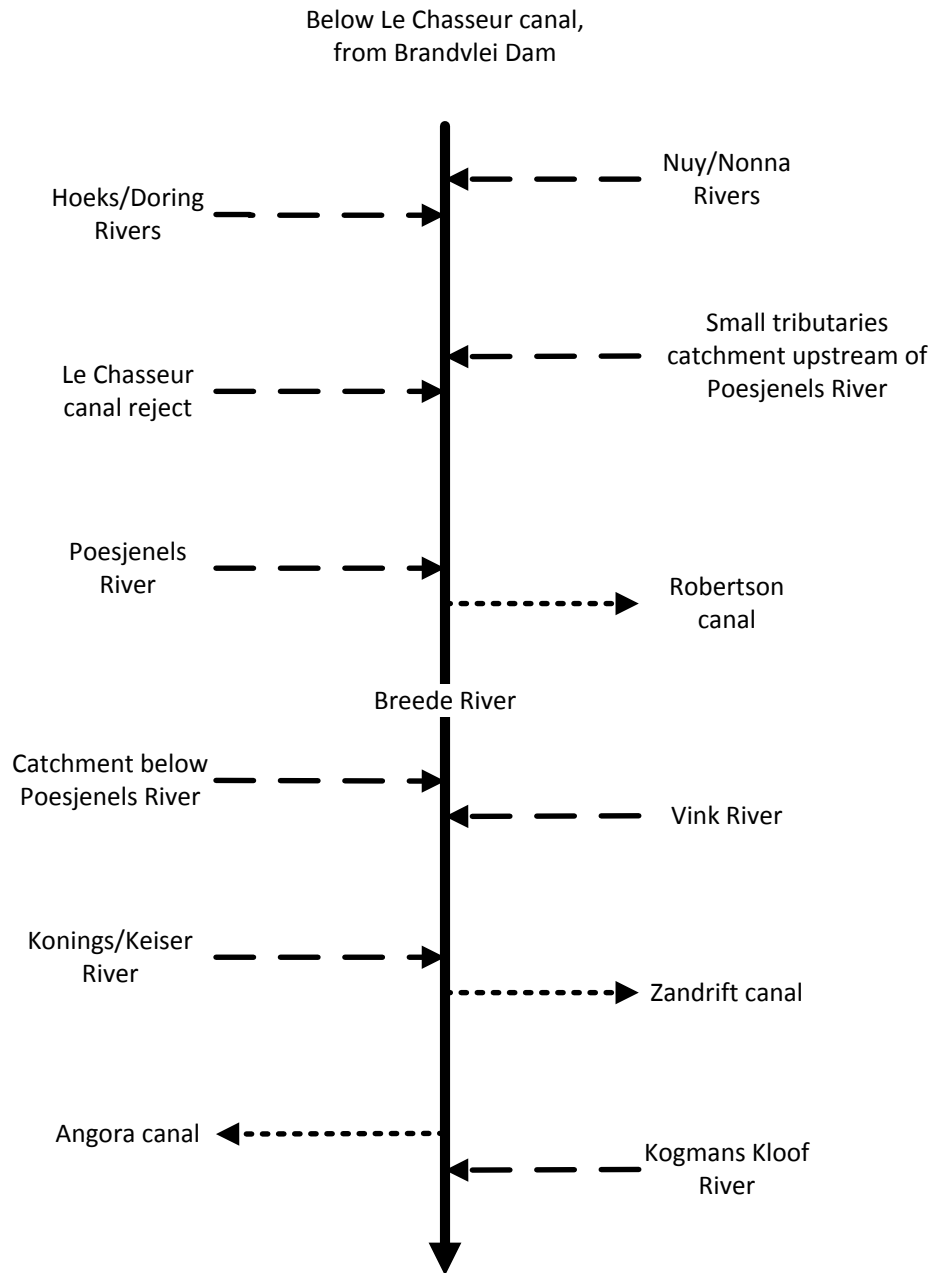 Below Le Chasseur canal,
from Brandvlei Dam
Nuy/Nonna
Rivers
Hoeks/Doring
Rivers
Small tributaries
catchment upstream of
Poesjenels River
Le Chasseur
canal reject
Poesjenels
River
Robertson
canal
Breede River
Catchment below
Poesjenels River
Vink River
Konings/Keiser
River
Zandrift canal
Angora canal
Kogmans Kloof
River